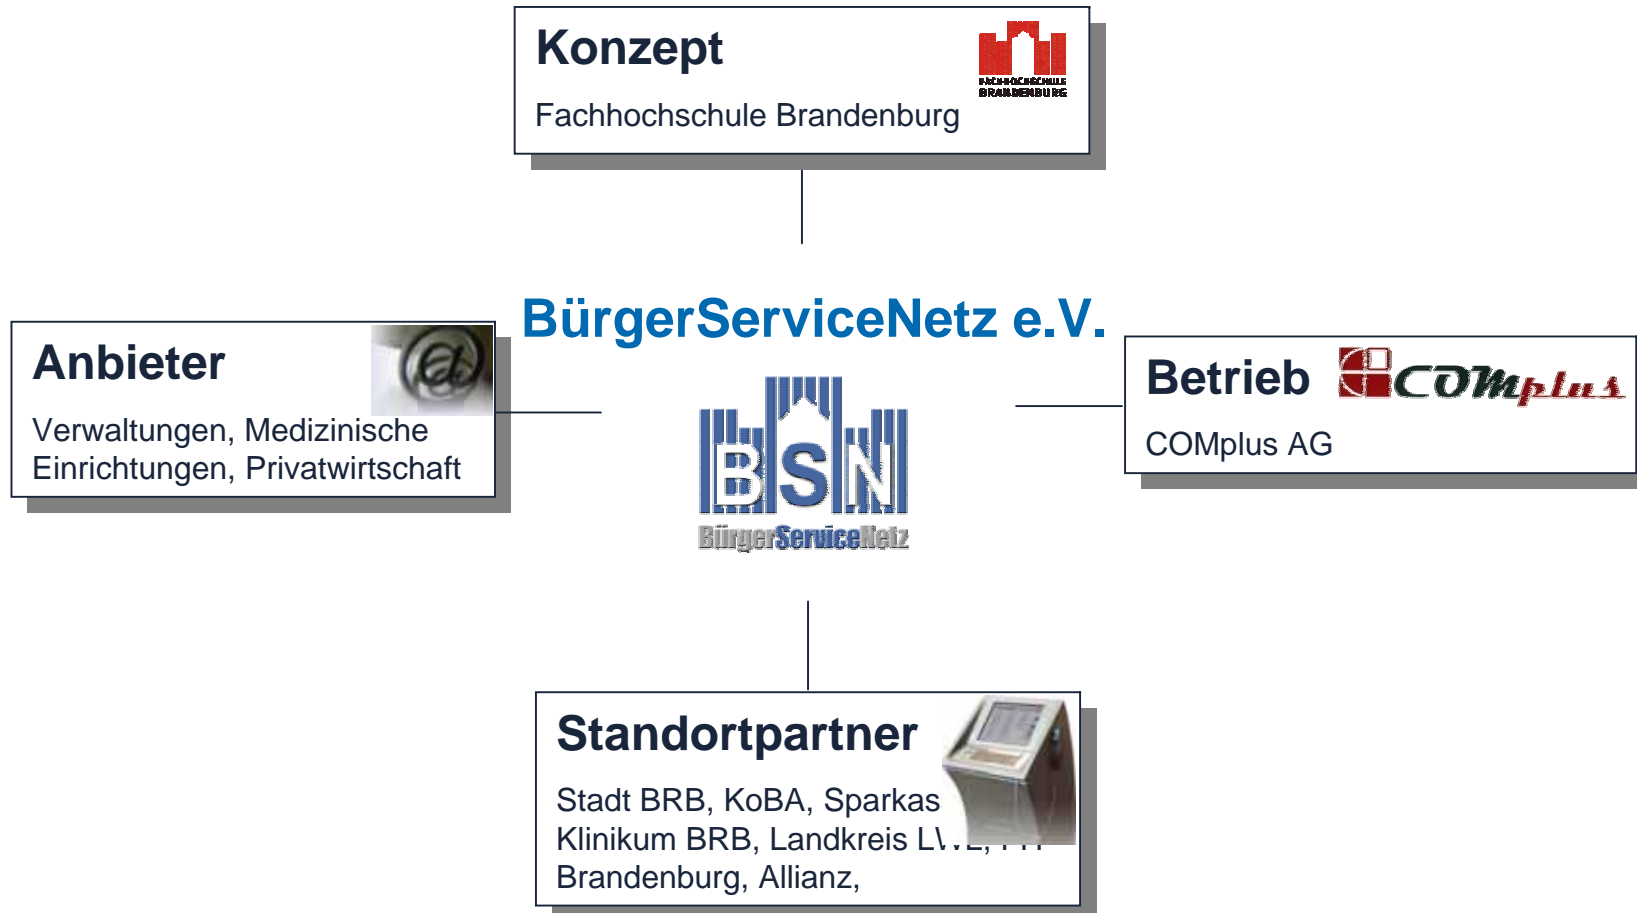 Konzept
FACHHOCHSCHULE
BRANDENBURG
Fachhochschule Brandenburg
BürgerServiceNetz e.V.
Anbieter
@
Verwaltungen, Medizinische
Einrichtungen, Privatwirtschaft
BSN
BürgerServiceNetz
Betrieb
COMplus
COMplus AG
Standortpartner
Stadt BRB, KoBA,
Klinikum BRB, Landkreis
Brandenburg, Allianz,